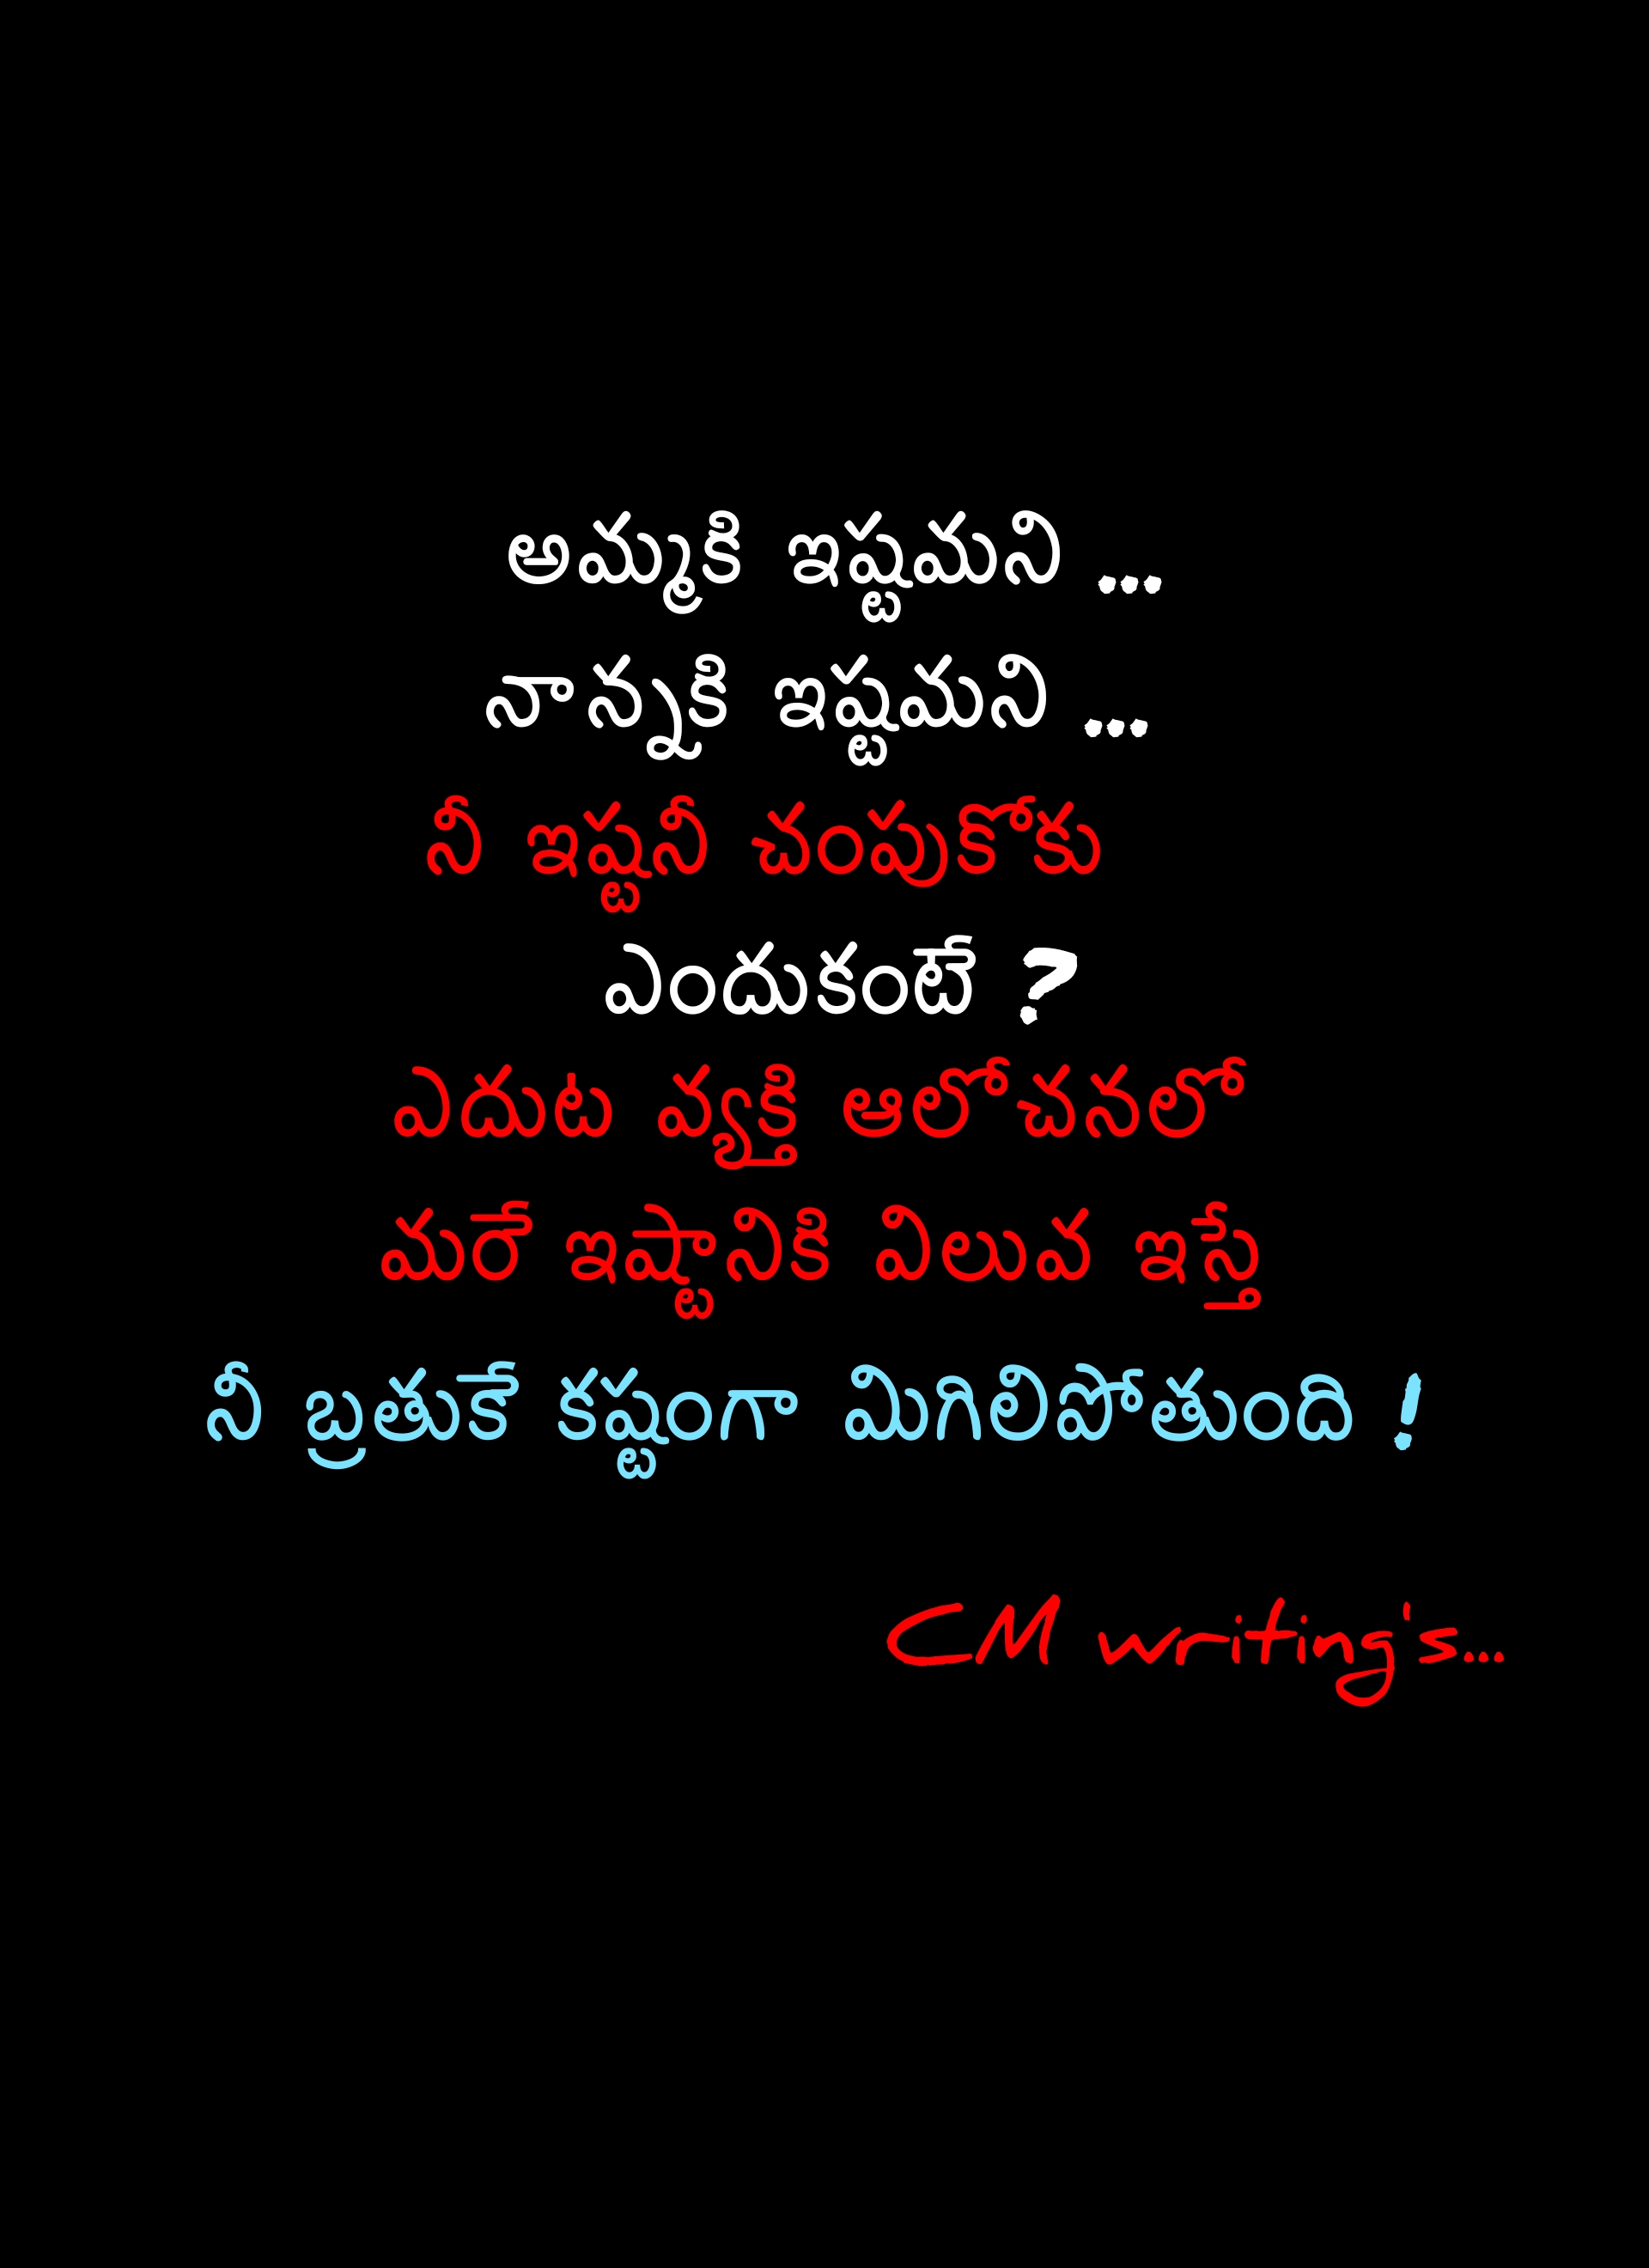 అమ్మకి ఇష్టమని ...
నాన్నకి ఇష్టమని ...
నీ ఇష్టనీ చంపుకోకు
ఎందుకంటే ?
ఎదుట వ్యక్తి ఆలోచనలో
మరే ఇష్టానికి విలువ ఇస్తే
నీ బ్రతుకే కష్టంగా మిగిలిపోతుంది !
CM writing's...